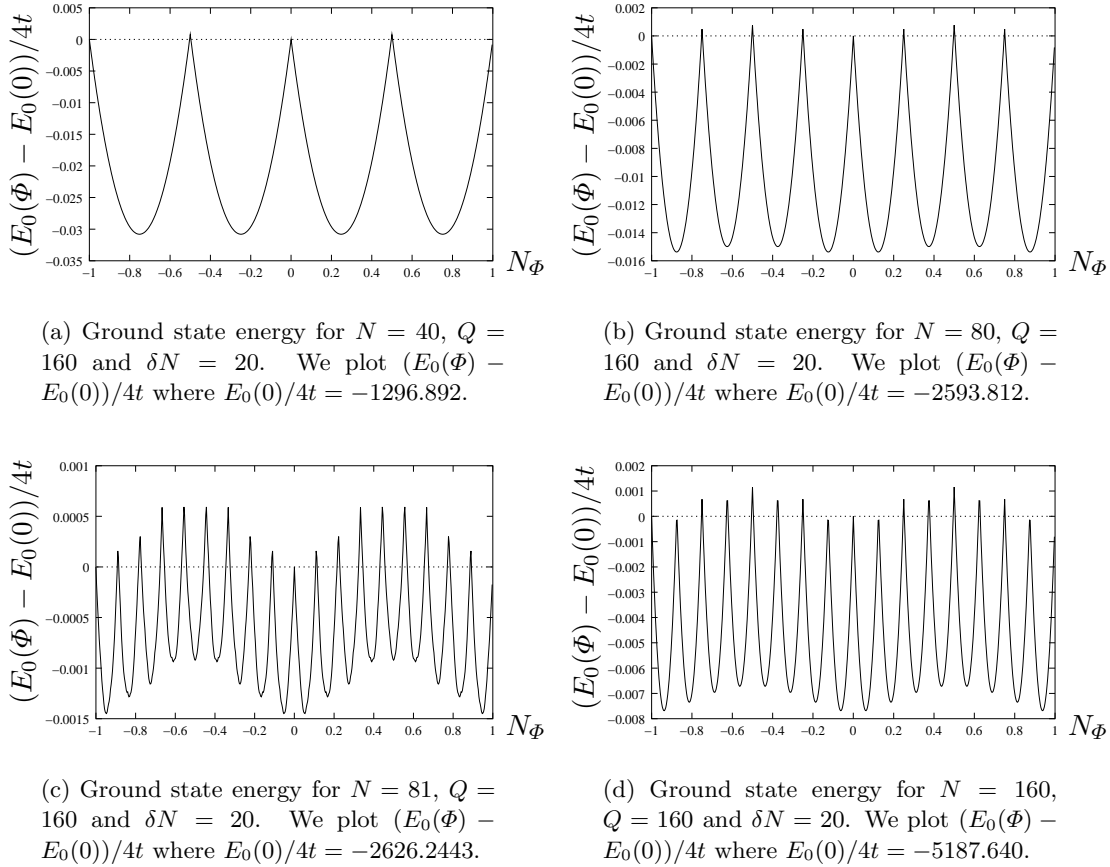 (E₀(Φ) − E₀(0))/4t
0.005
0
−0.005
−0.01
−0.015
−0.02
−0.025
−0.03
−0.035
−1 −0.8 −0.6 −0.4 −0.2 0 0.2 0.4 0.6 0.8 1
N_Φ
(a) Ground state energy for N = 40, Q =
160 and δN = 20. We plot (E₀(Φ) −
E₀(0))/4t where E₀(0)/4t = −1296.892.
(E₀(Φ) − E₀(0))/4t
0.002
0
−0.002
−0.004
−0.006
−0.008
−0.01
−0.012
−0.014
−0.016
−1 −0.8 −0.6 −0.4 −0.2 0 0.2 0.4 0.6 0.8 1
N_Φ
(b) Ground state energy for N = 80, Q =
160 and δN = 20. We plot (E₀(Φ) −
E₀(0))/4t where E₀(0)/4t = −2593.812.
(E₀(Φ) − E₀(0))/4t
0.001
0.0005
0
−0.0005
−0.001
−0.0015
−1 −0.8 −0.6 −0.4 −0.2 0 0.2 0.4 0.6 0.8 1
N_Φ
(c) Ground state energy for N = 81, Q =
160 and δN = 20. We plot (E₀(Φ) −
E₀(0))/4t where E₀(0)/4t = −2626.2443.
(E₀(Φ) − E₀(0))/4t
0.002
0.001
0
−0.001
−0.002
−0.003
−0.004
−0.005
−0.006
−0.007
−0.008
−1 −0.8 −0.6 −0.4 −0.2 0 0.2 0.4 0.6 0.8 1
N_Φ
(d) Ground state energy for N = 160,
Q = 160 and δN = 20. We plot (E₀(Φ) −
E₀(0))/4t where E₀(0)/4t = −5187.640.